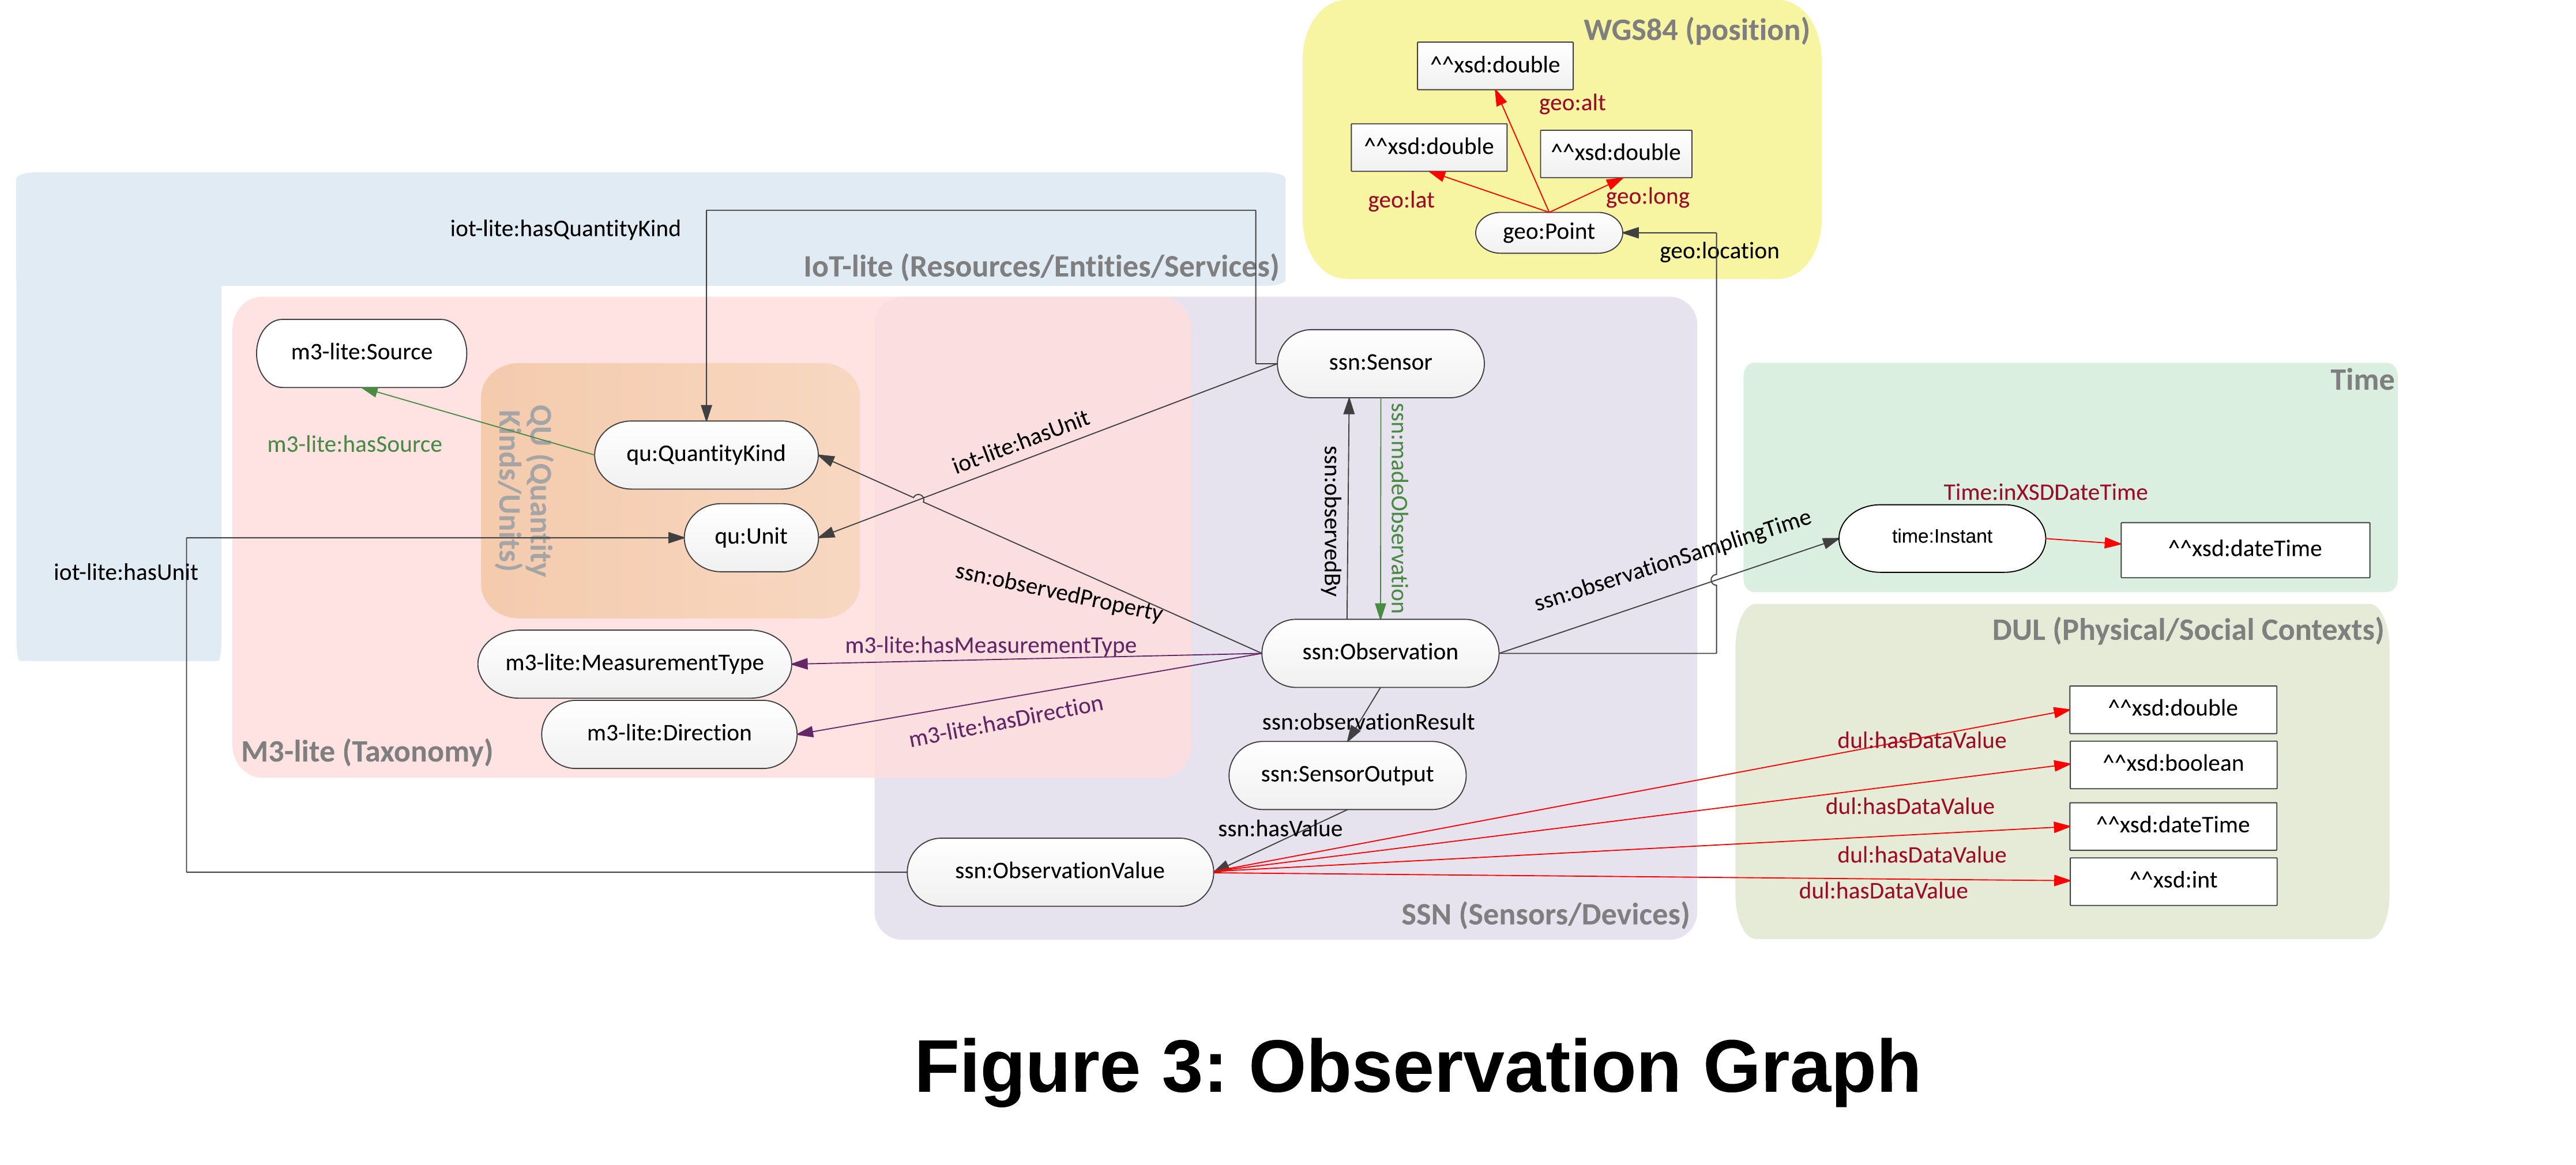 WGS84 (position)
^^xsd:double
geo:alt
^^xsd:double
^^xsd:double
geo:lat
geo:long
geo:Point
geo:location
iot-lite:hasQuantityKind
IoT-lite (Resources/Entities/Services)
m3-lite:Source
ssn:Sensor
Time
m3-lite:hasSource
QU (Quantity
Kinds/Units)
qu:QuantityKind
iot-lite:hasUnit
ssn:observedBy
ssn:madeObservation
qu:Unit
Time:inXSDDateTime
time:Instant
^^xsd:dateTime
ssn:observationSamplingTime
iot-lite:hasUnit
ssn:observedProperty
DUL (Physical/Social Contexts)
m3-lite:MeasurementType
m3-lite:hasMeasurementType
ssn:Observation
m3-lite:Direction
m3-lite:hasDirection
ssn:observationResult
M3-lite (Taxonomy)
ssn:SensorOutput
^^xsd:double
dul:hasDataValue
^^xsd:boolean
dul:hasDataValue
^^xsd:dateTime
dul:hasDataValue
^^xsd:int
dul:hasDataValue
ssn:hasValue
ssn:ObservationValue
SSN (Sensors/Devices)
Figure 3: Observation Graph